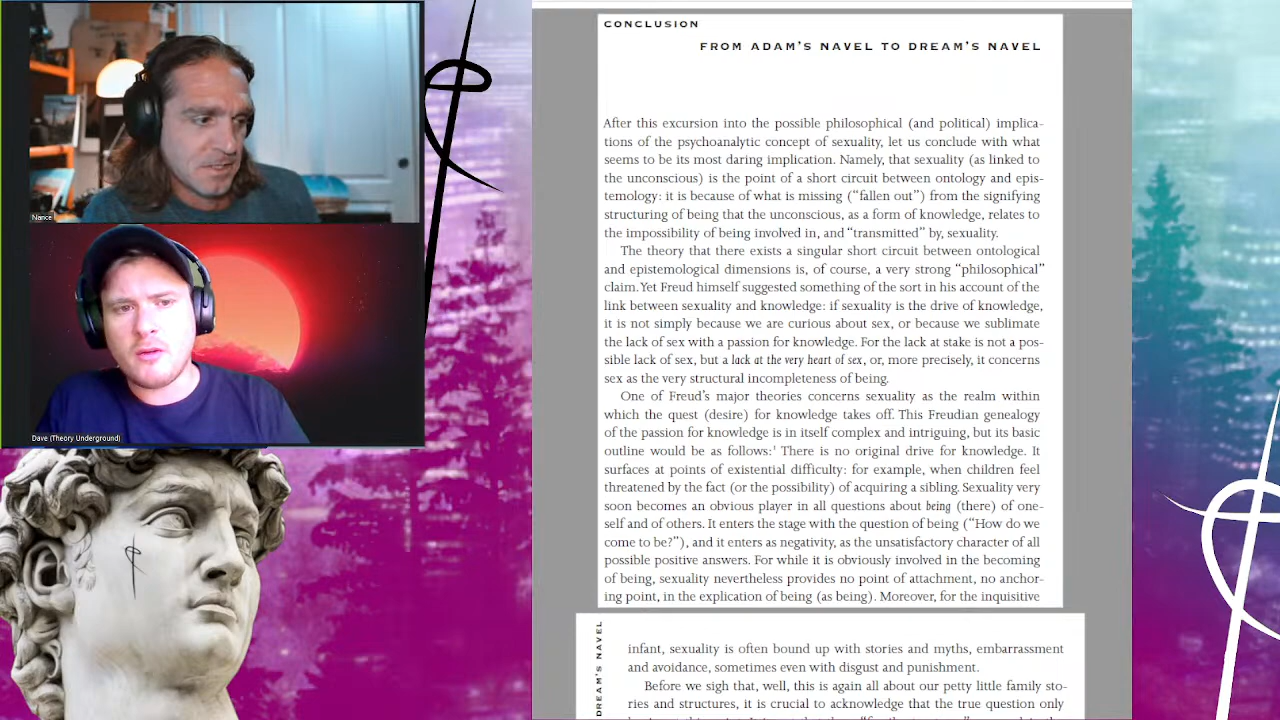 Nance
Dave (Theory Underground)
CONCLUSION
FROM ADAM'S NAVEL TO DREAM'S NAVEL
After this excursion into the possible philosophical (and political) implica-
tions of the psychoanalytic concept of sexuality, let us conclude with what
seems to be its most daring implication. Namely, that sexuality (as linked to
the unconscious) is the point of a short circuit between ontology and epis-
temology: it is because of what is missing (“fallen out”) from the signifying
structuring of being that the unconscious, as a form of knowledge, relates to
the impossibility of being involved in, and “transmitted” by, sexuality.
The theory that there exists a singular short circuit between ontological
and epistemological dimensions is, of course, a very strong “philosophical”
claim. Yet Freud himself suggested something of the sort in his account of the
link between sexuality and knowledge: if sexuality is the drive of knowledge,
it is not simply because we are curious about sex, or because we sublimate
the lack of sex with a passion for knowledge. For the lack at stake is not a pos-
sible lack of sex, but a lack at the very heart of sex, or, more precisely, it concerns
sex as the very structural incompleteness of being.
One of Freud's major theories concerns sexuality as the realm within
which the quest (desire) for knowledge takes off. This Freudian genealogy
of the passion for knowledge is in itself complex and intriguing, but its basic
outline would be as follows:¹ There is no original drive for knowledge. It
surfaces at points of existential difficulty: for example, when children feel
threatened by the fact (or the possibility) of acquiring a sibling. Sexuality very
soon becomes an obvious player in all questions about being (there) of one-
self and of others. It enters the stage with the question of being (“How do we
come to be?”), and it enters as negativity, as the unsatisfactory character of all
possible positive answers. For while it is obviously involved in the becoming
of being, sexuality nevertheless provides no point of attachment, no anchor-
ing point, in the explication of being (as being). Moreover, for the inquisitive
DREAM'S NAVEL
infant, sexuality is often bound up with stories and myths, embarrassment
and avoidance, sometimes even with disgust and punishment.
Before we sigh that, well, this is again all about our petty little family sto-
ries and structures, it is crucial to acknowledge that the true question only